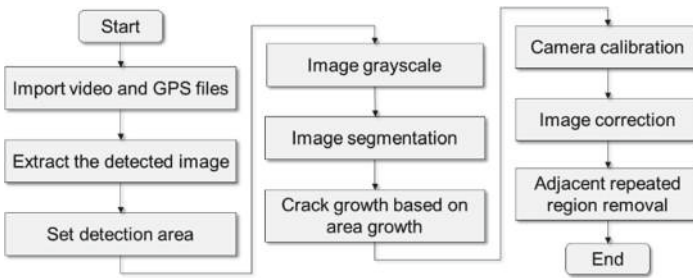 Start
Import video and GPS files
Extract the detected image
Set detection area
Image grayscale
Image segmentation
Crack growth based on
area growth
Camera calibration
Image correction
Adjacent repeated
region removal
End